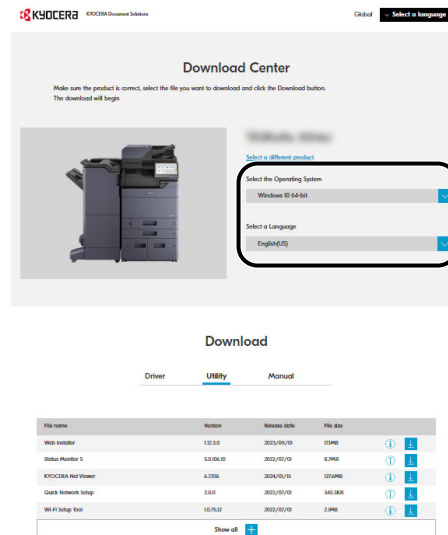 KYOCERA KYOCERA Document Solutions Global Select a language
Download Center
Make sure the product is correct, select the file you want to download and click the Download button.
The download will begin
Select a different product
Select the Operating System
Windows 10 64-bit
Select a Language
English(US)
Download
Driver Utility Manual
File name Version Release date File size
Web Installer 1.12.3.0 2023/09/01 171MB
Status Monitor 5 5.0.106.10 2022/07/01 8.7MB
KYOCERA Net Viewer 2024/01/15 127.6MB
Quick Network Setup 2.0.11 2022/07/01 343.3KB
Wi-Fi Setup Tool 1.0.75.12 2022/07/01 2.1MB
Show all